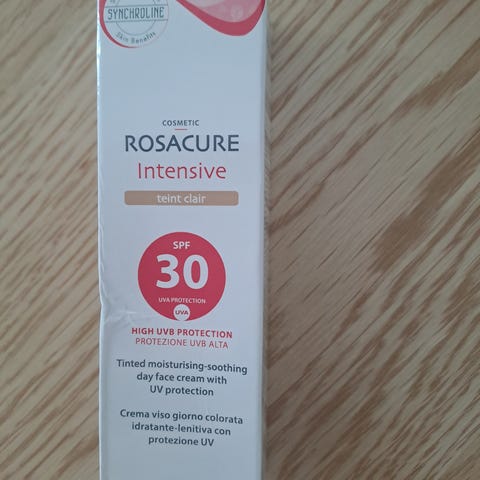 SYNCHROLINE
Skin Benefits
COSMETIC
ROSACURE
Intensive
teint clair
SPF
30
UVA PROTECTION
UVA
HIGH UVB PROTECTION
PROTEZIONE UVB ALTA
Tinted moisturising-soothing
day face cream with
UV protection
Crema viso giorno colorata
idratante-lenitiva con
protezione UV